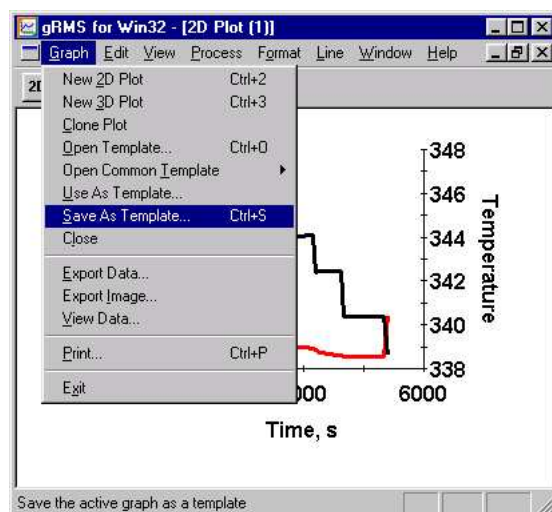 gRMS for Win32 - [2D Plot (1)]
Graph Edit View Process Format Line Window Help
New 2D Plot Ctrl+2
New 3D Plot Ctrl+3
Clone Plot
Open Template... Ctrl+O
Open Common Template
Use As Template...
Save As Template... Ctrl+S
Close
Export Data...
Export Image...
View Data...
Print... Ctrl+P
Exit
348
346
344
342
340
338
Temperature
6000
Time, s
Save the active graph as a template